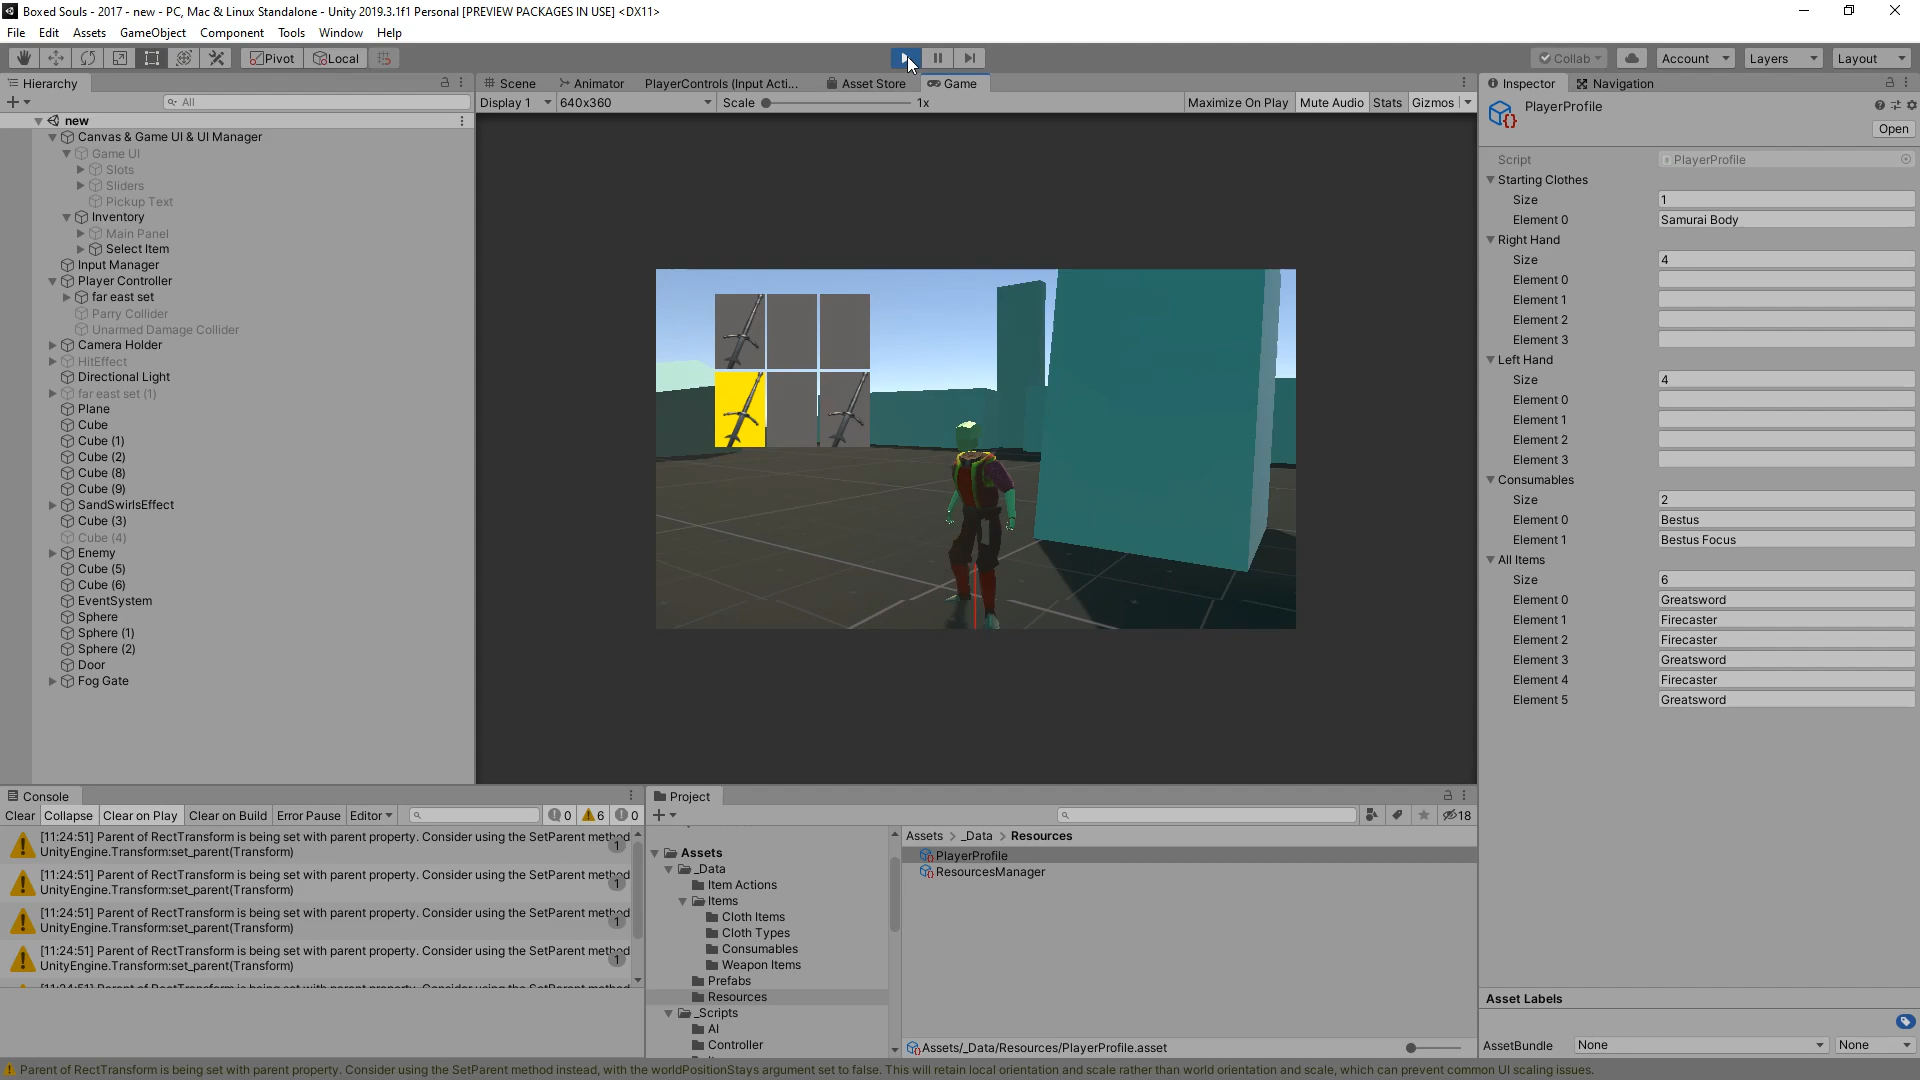 Boxed Souls - 2017 - new - PC, Mac & Linux Standalone - Unity 2019.3.1f1 Personal [PREVIEW PACKAGES IN USE] <DX11>
File Edit Assets GameObject Component Tools Window Help
Pivot Local Collab Account Layers Layout
Hierarchy
All
new
Canvas & Game UI & UI Manager
Game UI
Slots
Sliders
Pickup Text
Inventory
Main Panel
Select Item
Input Manager
Player Controller
far east set
Parry Collider
Unarmed Damage Collider
Camera Holder
HitEffect
Directional Light
far east set (1)
Plane
Cube
Cube (1)
Cube (2)
Cube (8)
Cube (9)
SandSwirlsEffect
Cube (3)
Cube (4)
Enemy
Cube (5)
Cube (6)
EventSystem
Sphere
Sphere (1)
Sphere (2)
Door
Fog Gate
Scene Animator PlayerControls (Input Acti... Asset Store Game
Display 1 640x360 Scale 1x Maximize On Play Mute Audio Stats Gizmos
Inspector Navigation
PlayerProfile
Open
Script PlayerProfile
Starting Clothes
Size 1
Element 0 Samurai Body
Right Hand
Size 4
Element 0
Element 1
Element 2
Element 3
Left Hand
Size 4
Element 0
Element 1
Element 2
Element 3
Consumables
Size 2
Element 0 Bestus
Element 1 Bestus Focus
All Items
Size 6
Element 0 Greatsword
Element 1 Firecaster
Element 2 Firecaster
Element 3 Greatsword
Element 4 Firecaster
Element 5 Greatsword
Asset Labels
AssetBundle None None
Console
Clear Collapse Clear on Play Clear on Build Error Pause Editor 0 6 0
[11:24:51] Parent of RectTransform is being set with parent property. Consider using the SetParent method
UnityEngine.Transform:set_parent(Transform) 1
[11:24:51] Parent of RectTransform is being set with parent property. Consider using the SetParent method
UnityEngine.Transform:set_parent(Transform) 1
[11:24:51] Parent of RectTransform is being set with parent property. Consider using the SetParent method
UnityEngine.Transform:set_parent(Transform) 1
[11:24:51] Parent of RectTransform is being set with parent property. Consider using the SetParent method
UnityEngine.Transform:set_parent(Transform) 1
Project
18
Assets
_Data
Item Actions
Items
Cloth Items
Cloth Types
Consumables
Weapon Items
Prefabs
Resources
_Scripts
AI
Controller
Assets > _Data > Resources
PlayerProfile
ResourcesManager
Assets/_Data/Resources/PlayerProfile.asset
Parent of RectTransform is being set with parent property. Consider using the SetParent method instead, with the worldPositionStays argument set to false. This will retain local orientation and scale rather than world orientation and scale, which can prevent common UI scaling issues.